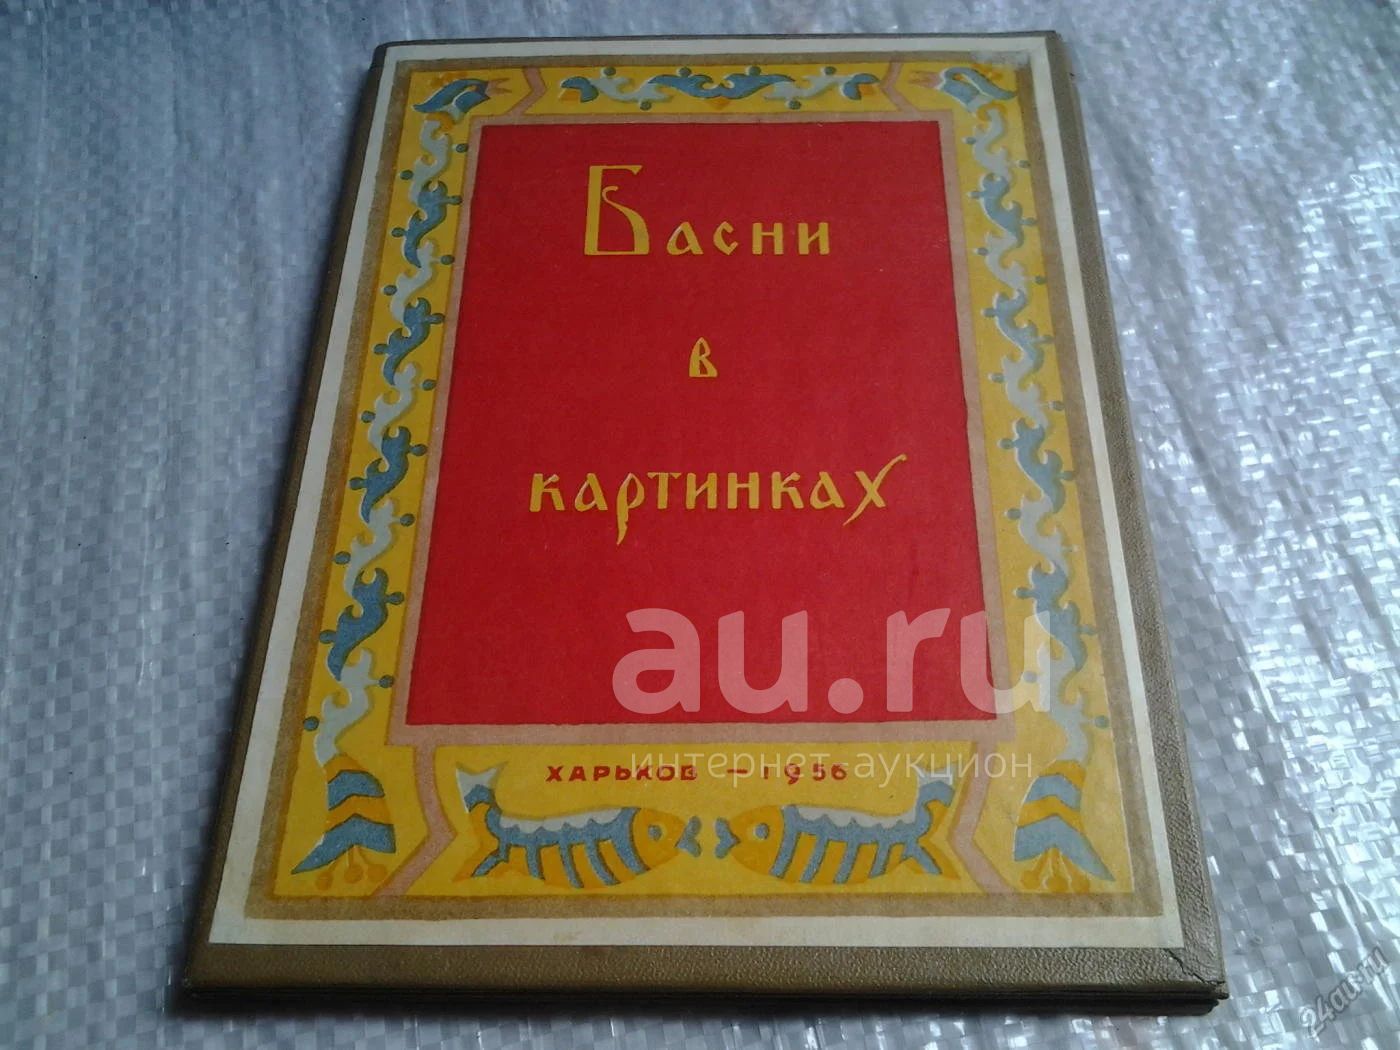 Басни
в
картинках
au.ru
интернет-аукцион
ХАРЬКОВ – 1956
24au.ru